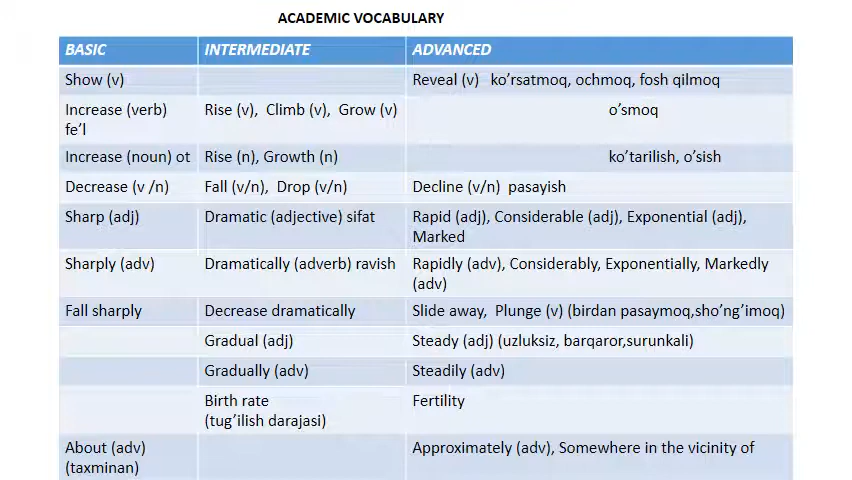 ACADEMIC VOCABULARY
BASIC INTERMEDIATE ADVANCED
Show (v) Reveal (v) ko'rsatmoq, ochmoq, fosh qilmoq
Increase (verb) Rise (v), Climb (v), Grow (v) o'smoq
fe'l
Increase (noun) ot Rise (n), Growth (n) ko'tarilish, o'sish
Decrease (v /n) Fall (v/n), Drop (v/n) Decline (v/n) pasayish
Sharp (adj) Dramatic (adjective) sifat Rapid (adj), Considerable (adj), Exponential (adj),
Marked
Sharply (adv) Dramatically (adverb) ravish Rapidly (adv), Considerably, Exponentially, Markedly
(adv)
Fall sharply Decrease dramatically Slide away, Plunge (v) (birdan pasaymoq,sho'ng'imoq)
Gradual (adj) Steady (adj) (uzluksiz, barqaror,surunkali)
Gradually (adv) Steadily (adv)
Birth rate Fertility
(tug'ilish darajasi)
About (adv) Approximately (adv), Somewhere in the vicinity of
(taxminan)